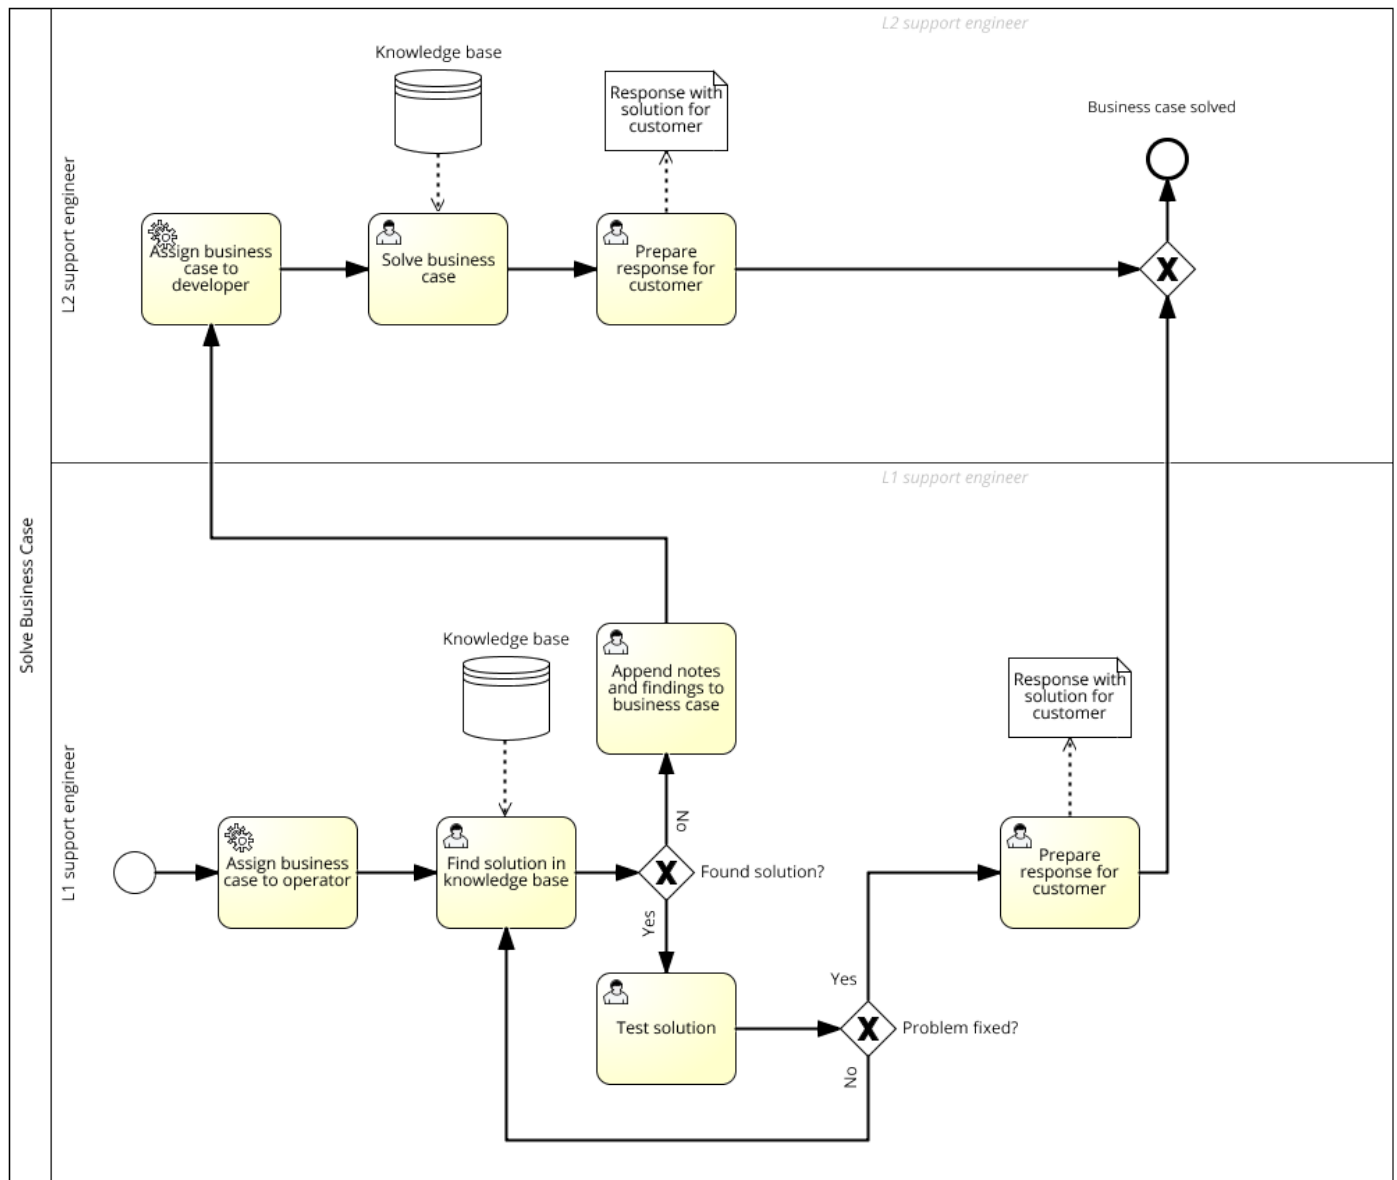 L2 support engineer
Knowledge base
Response with
solution for
customer
Business case solved
L2 support engineer
Assign business
case to
developer
Solve business
case
Prepare
response for
customer
L1 support engineer
Solve Business Case
Knowledge base
Append notes
and findings to
business case
Response with
solution for
customer
L1 support engineer
Assign business
case to operator
Find solution in
knowledge base
No
Found solution?
Yes
Prepare
response for
customer
Test solution
Yes
Problem fixed?
No